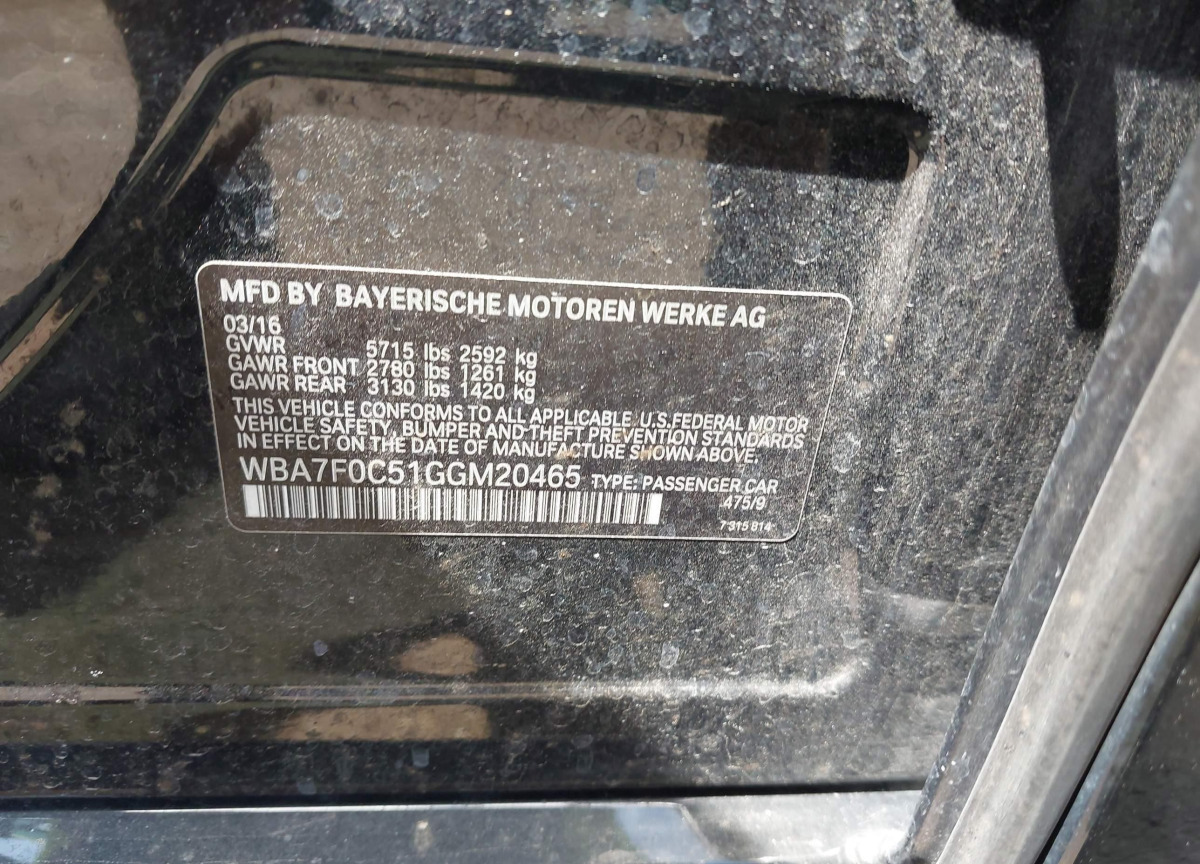 MFD BY BAYERISCHE MOTOREN WERKE AG
03/16
GVWR 5715 lbs 2592 kg
GAWR FRONT 2780 lbs 1261 kg
GAWR REAR 3130 lbs 1420 kg
THIS VEHICLE CONFORMS TO ALL APPLICABLE U.S.FEDERAL MOTOR
VEHICLE SAFETY, BUMPER AND THEFT PREVENTION STANDARDS
IN EFFECT ON THE DATE OF MANUFACTURE SHOWN ABOVE.
WBA7F0C51GGM20465 TYPE: PASSENGER CAR
475/9
7 315 814